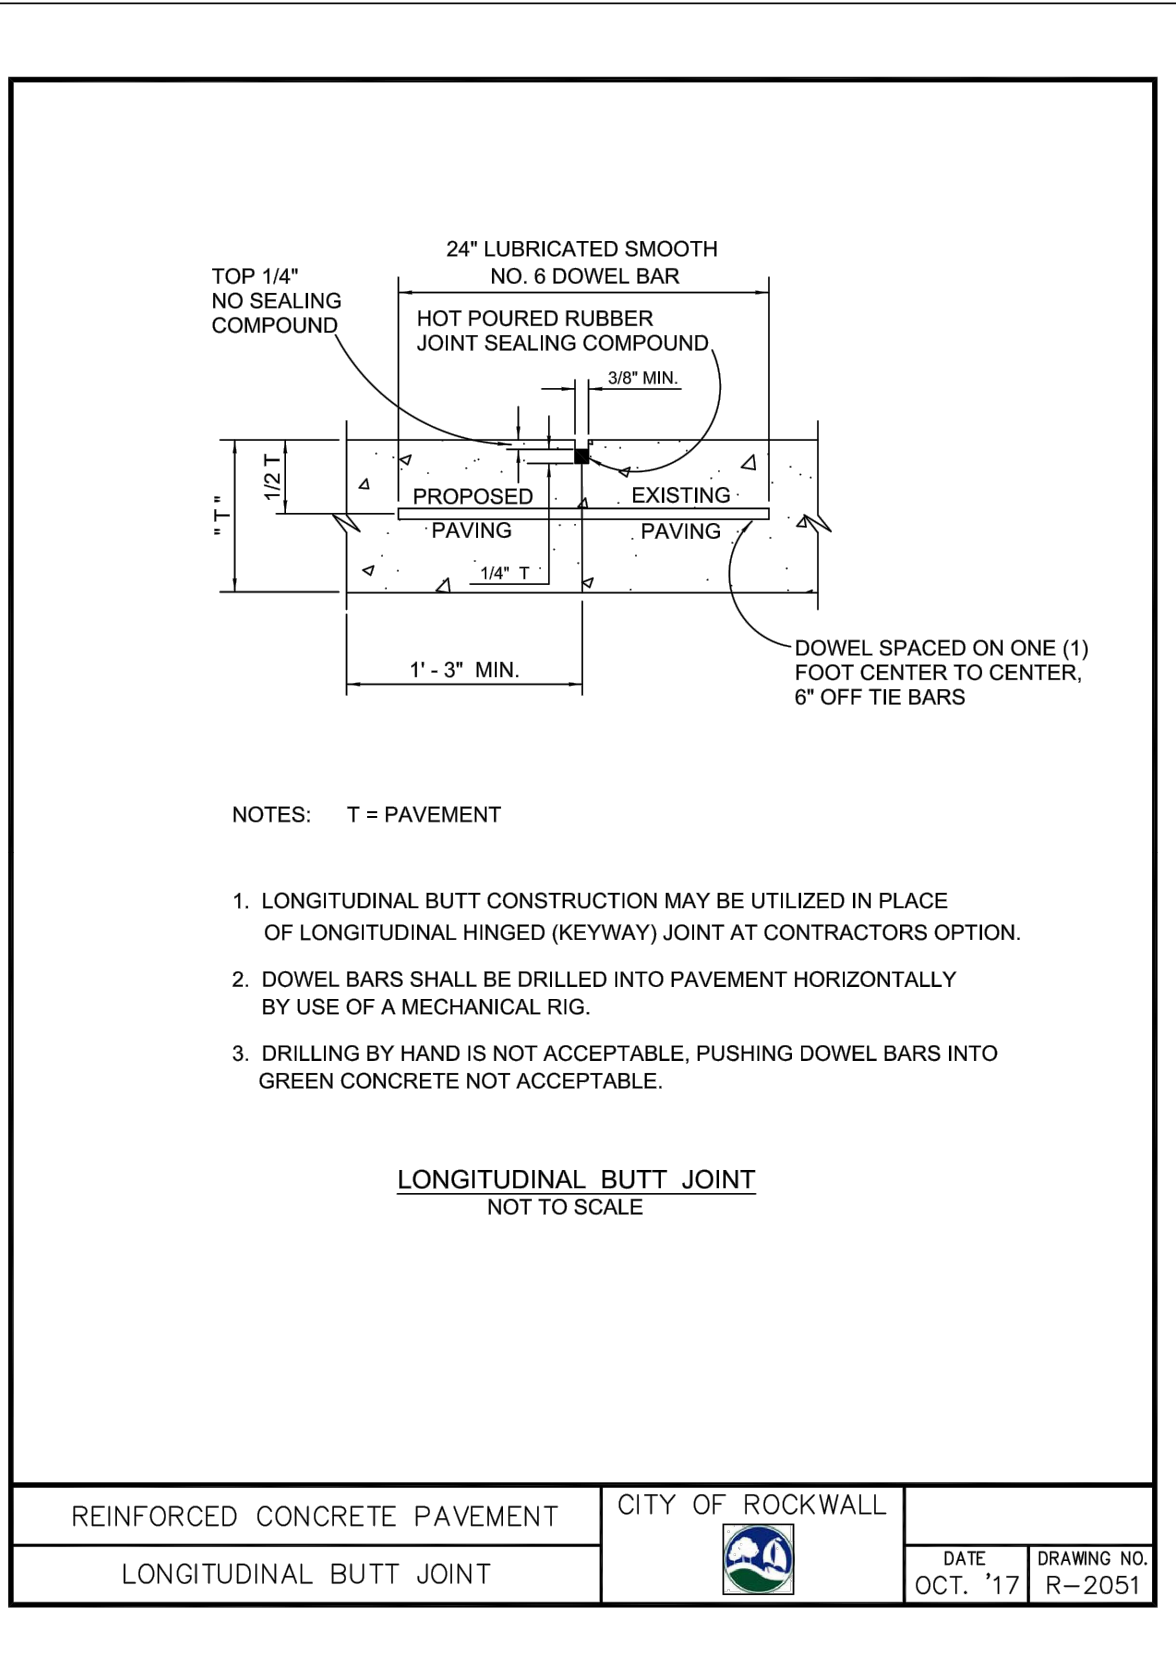 24" LUBRICATED SMOOTH
NO. 6 DOWEL BAR
TOP 1/4"
NO SEALING
COMPOUND
HOT POURED RUBBER
JOINT SEALING COMPOUND
3/8" MIN.
"T"
1/2 T
PROPOSED
PAVING
EXISTING
PAVING
1/4" T
1' - 3" MIN.
DOWEL SPACED ON ONE (1)
FOOT CENTER TO CENTER,
6" OFF TIE BARS
NOTES: T = PAVEMENT
1. LONGITUDINAL BUTT CONSTRUCTION MAY BE UTILIZED IN PLACE
OF LONGITUDINAL HINGED (KEYWAY) JOINT AT CONTRACTORS OPTION.
2. DOWEL BARS SHALL BE DRILLED INTO PAVEMENT HORIZONTALLY
BY USE OF A MECHANICAL RIG.
3. DRILLING BY HAND IS NOT ACCEPTABLE, PUSHING DOWEL BARS INTO
GREEN CONCRETE NOT ACCEPTABLE.
LONGITUDINAL BUTT JOINT
NOT TO SCALE
REINFORCED CONCRETE PAVEMENT
LONGITUDINAL BUTT JOINT
CITY OF ROCKWALL
DATE
OCT. '17
DRAWING NO.
R-2051